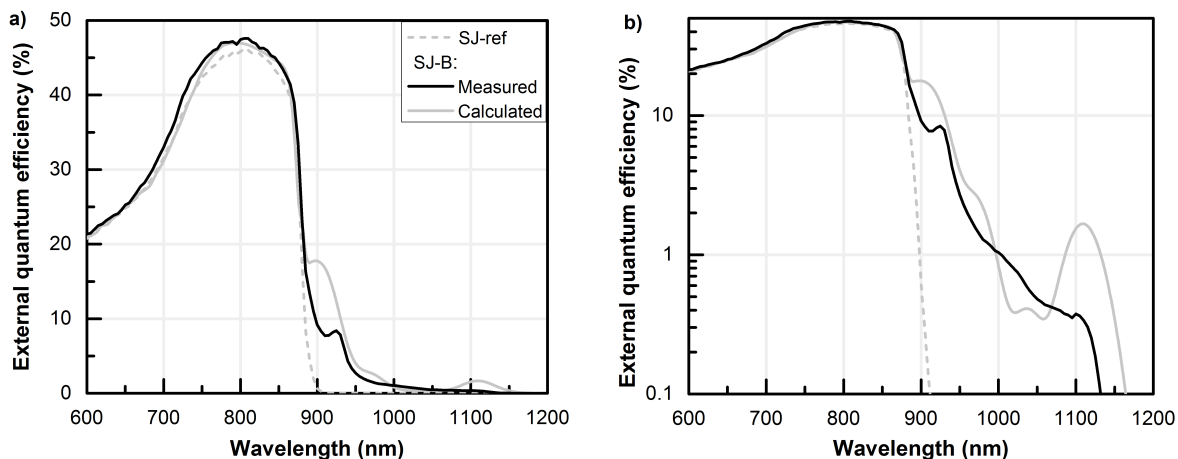 a)
External quantum efficiency (%)
50
40
30
20
10
0
600 700 800 900 1000 1100 1200
Wavelength (nm)
SJ-ref
SJ-B:
Measured
Calculated
b)
External quantum efficiency (%)
10
1
0.1
600 700 800 900 1000 1100 1200
Wavelength (nm)